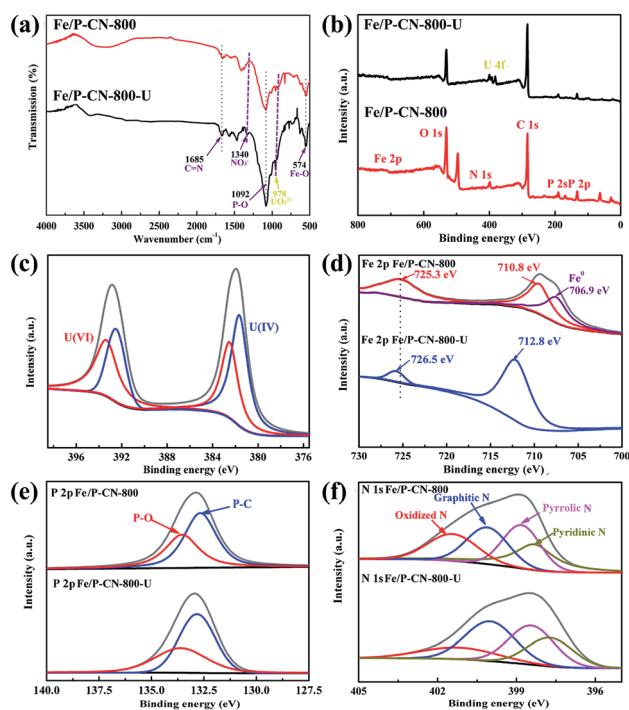 (a)
Fe/P-CN-800
Fe/P-CN-800-U
1685
C=N
1340
NO₃⁻
1092
P-O
978
UO₂²⁺
574
Fe-O
Transmission (%)
4000 3500 3000 2500 2000 1500 1000 500
Wavenumber (cm⁻¹)
(b)
Fe/P-CN-800-U
U 4f
Fe/P-CN-800
O 1s
C 1s
Fe 2p
N 1s
P 2s
P 2p
Intensity (a.u.)
800 600 400 200 0
Binding energy (eV)
(c)
U(VI)
U(IV)
Intensity (a.u.)
396 392 388 384 380 376
Binding energy (eV)
(d)
Fe 2p Fe/P-CN-800
725.3 eV
710.8 eV
Fe⁰
706.9 eV
Fe 2p Fe/P-CN-800-U
726.5 eV
712.8 eV
Intensity (a.u.)
730 725 720 715 710 705 700
Binding energy (eV)
(e)
P 2p Fe/P-CN-800
P-O
P-C
P 2p Fe/P-CN-800-U
Intensity (a.u.)
140.0 137.5 135.0 132.5 130.0 127.5
Binding energy (eV)
(f)
N 1s Fe/P-CN-800
Graphitic N
Oxidized N
Pyrrolic N
Pyridinic N
N 1s Fe/P-CN-800-U
Intensity (a.u.)
405 402 399 396
Binding energy (eV)